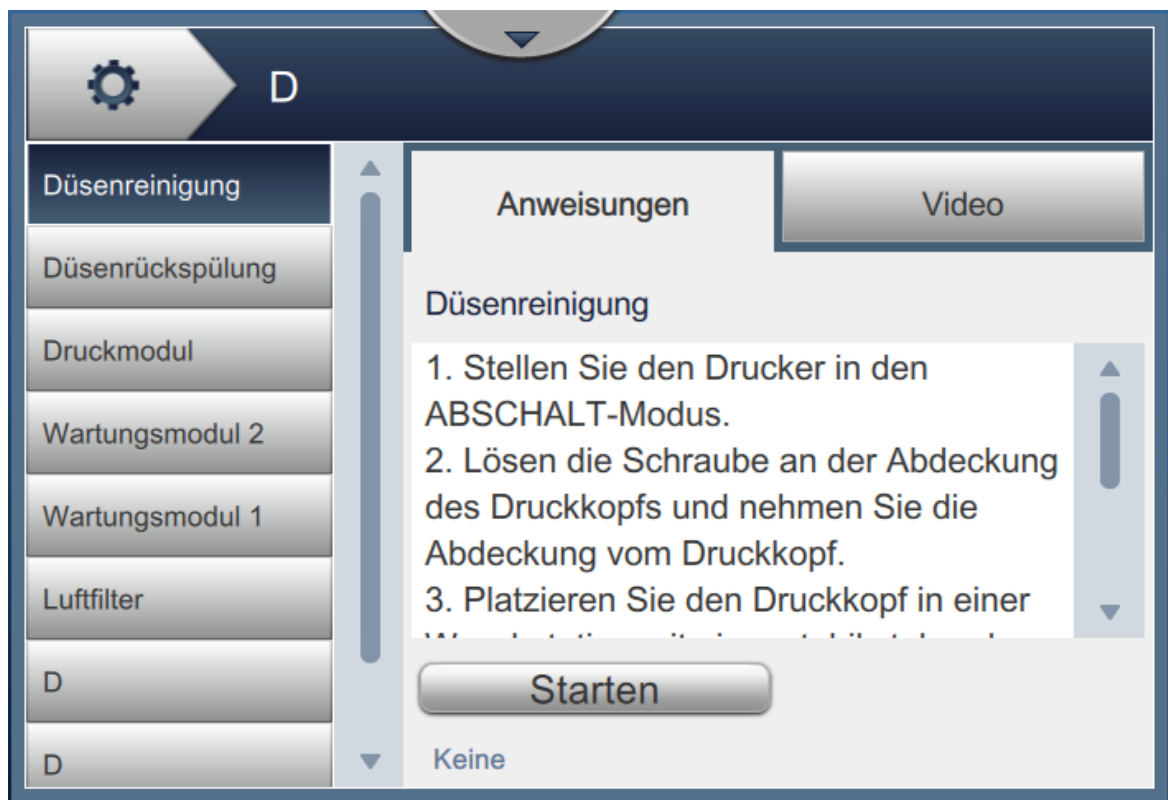 D
Düsenreinigung
Düsenrückspülung
Druckmodul
Wartungsmodul 2
Wartungsmodul 1
Luftfilter
D
D
Anweisungen
Video
Düsenreinigung
1. Stellen Sie den Drucker in den
ABSCHALT-Modus.
2. Lösen die Schraube an der Abdeckung
des Druckkopfs und nehmen Sie die
Abdeckung vom Druckkopf.
3. Platzieren Sie den Druckkopf in einer
Starten
Keine